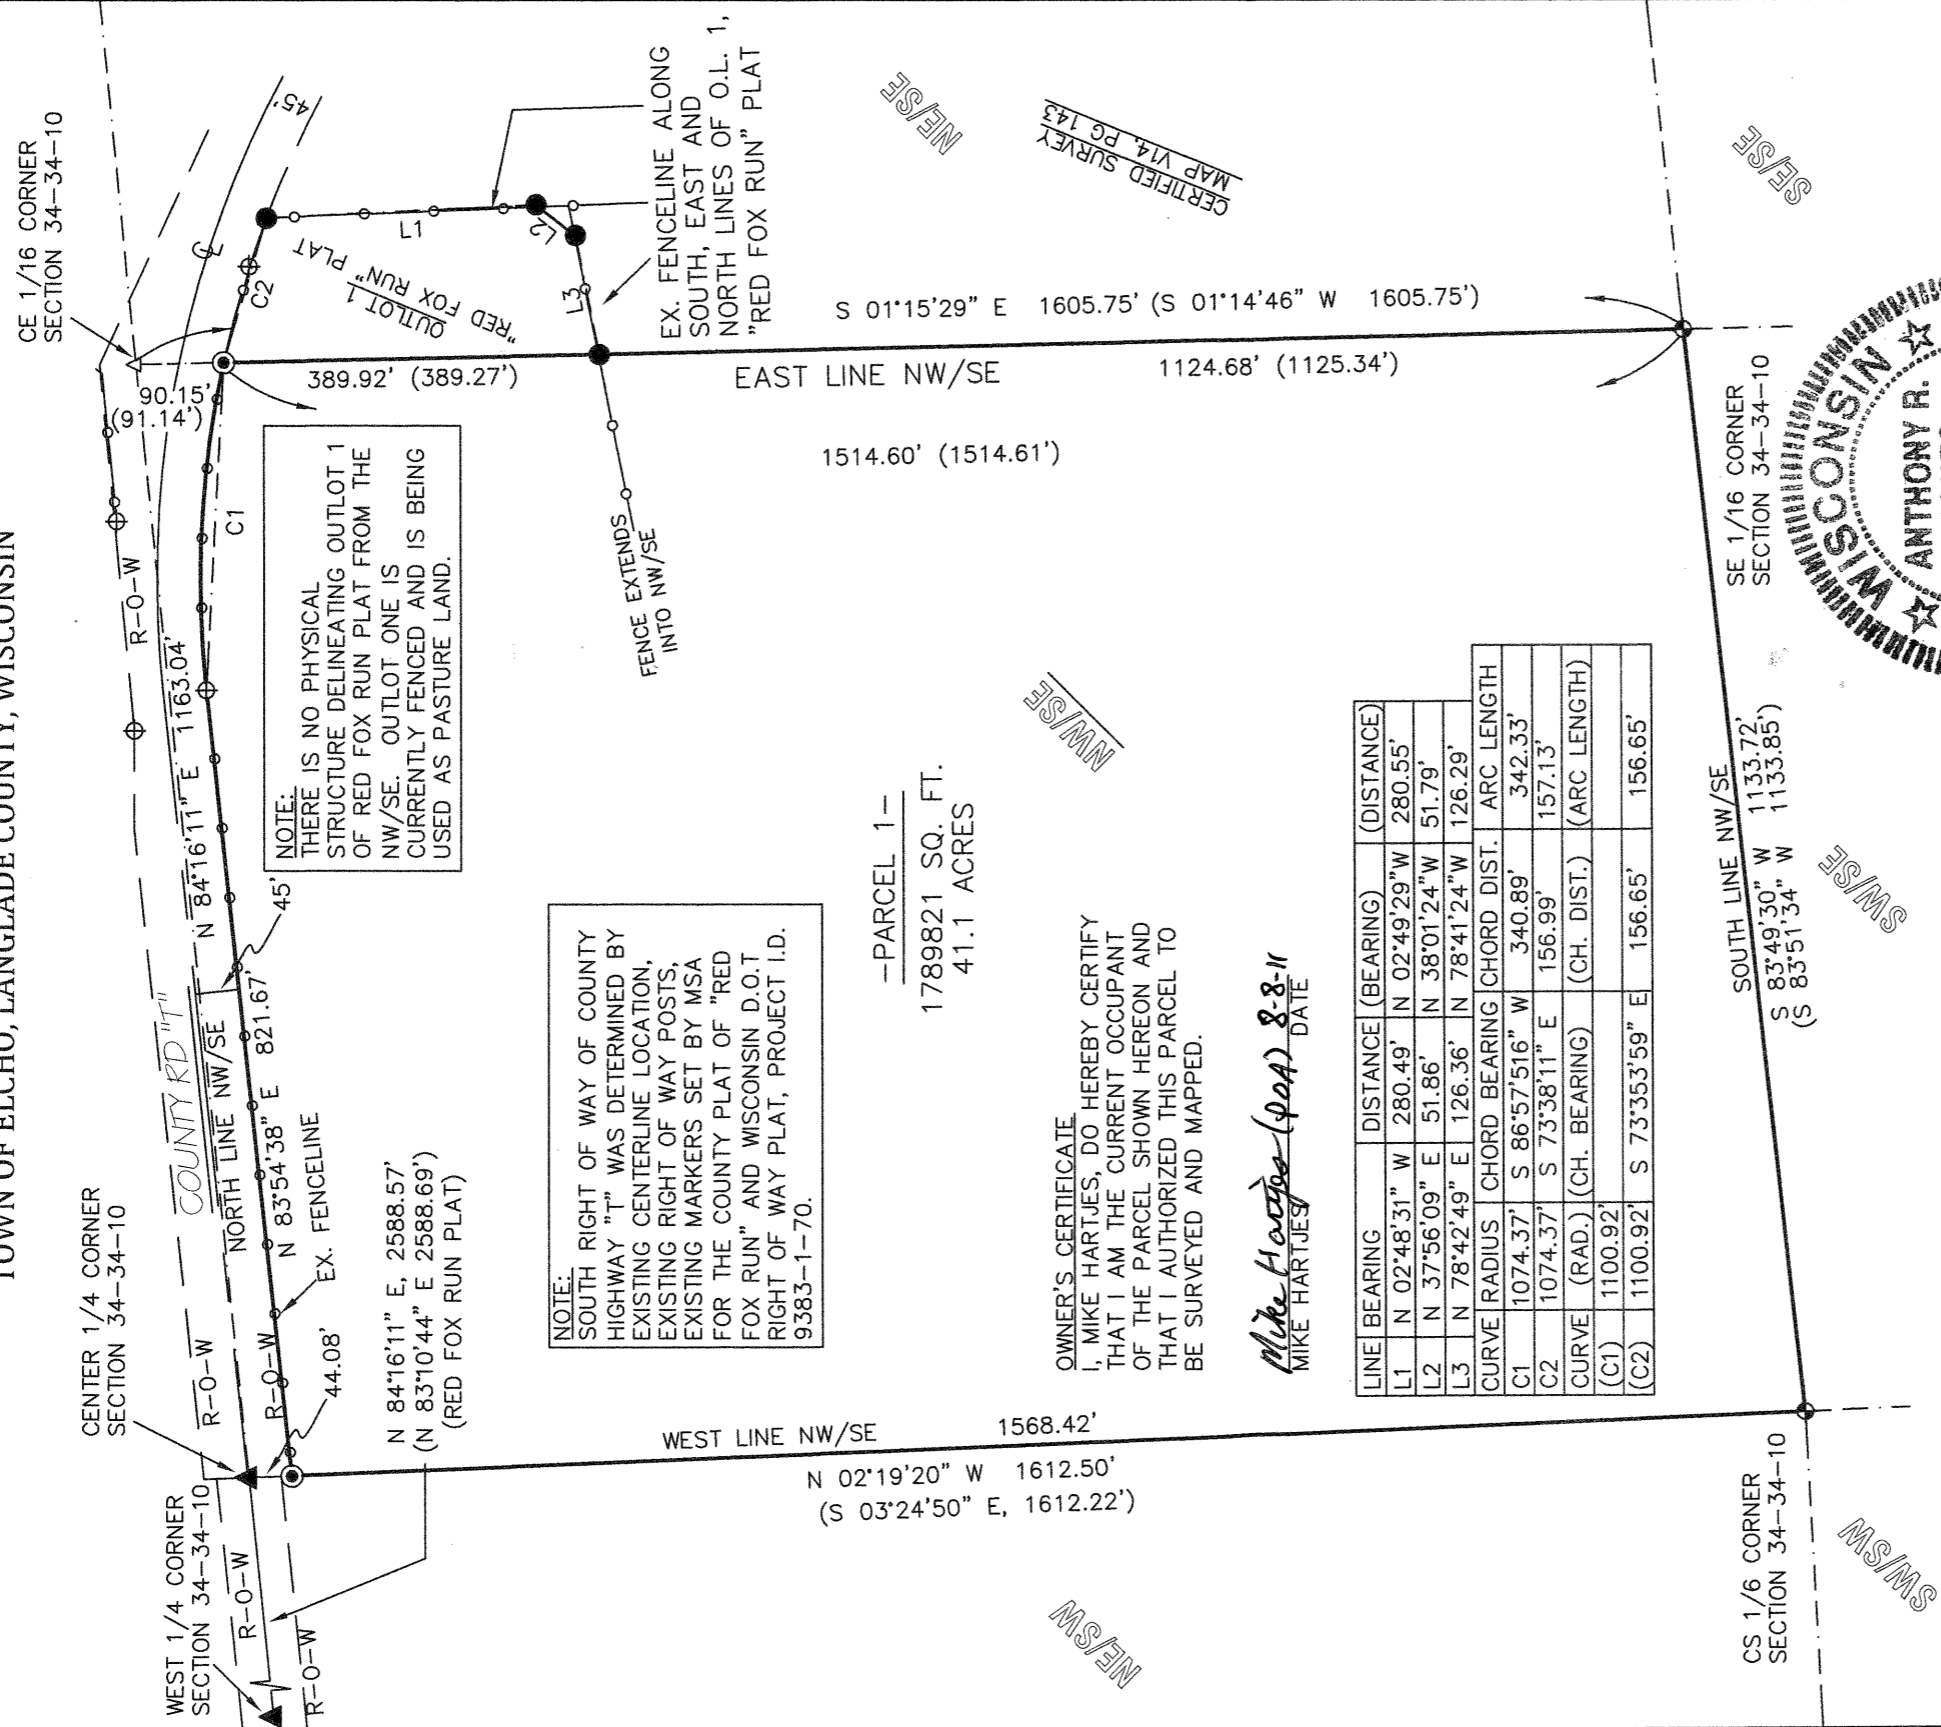 TOWN OF ELCHO, LANGLADE COUNTY, WISCONSIN
WEST 1/4 CORNER
SECTION 34-34-10
CENTER 1/4 CORNER
SECTION 34-34-10
CE 1/16 CORNER
SECTION 34-34-10
R-O-W
R-O-W
R-O-W
R-O-W
R-O-W
COUNTY RD "T"
NORTH LINE NW/SE
N 84°16'11" E 1163.04'
N 83°54'38" E 821.67'
EX. FENCELINE
44.08'
45'
45'
90.15'
(91.14')
C1
C2
℄
L1
L2
L3
OUTLOT 1
"RED FOX RUN" PLAT
EX. FENCELINE ALONG
SOUTH, EAST AND
NORTH LINES OF O.L. 1,
"RED FOX RUN" PLAT
N 84°16'11" E, 2588.57'
(N 83°10'44" E 2588.69')
(RED FOX RUN PLAT)
NOTE:
THERE IS NO PHYSICAL
STRUCTURE DELINEATING OUTLOT 1
OF RED FOX RUN PLAT FROM THE
NW/SE. OUTLOT ONE IS
CURRENTLY FENCED AND IS BEING
USED AS PASTURE LAND.
NOTE:
SOUTH RIGHT OF WAY OF COUNTY
HIGHWAY "T" WAS DETERMINED BY
EXISTING CENTERLINE LOCATION,
EXISTING RIGHT OF WAY POSTS,
EXISTING MARKERS SET BY MSA
FOR THE COUNTY PLAT OF "RED
FOX RUN" AND WISCONSIN D.O.T
RIGHT OF WAY PLAT, PROJECT I.D.
9383-1-70.
389.92' (389.27')
EAST LINE NW/SE
1124.68' (1125.34')
1514.60' (1514.61')
S 01°15'29" E 1605.75' (S 01°14'46" W 1605.75')
FENCE EXTENDS
INTO NW/SE
NE/SE
CERTIFIED SURVEY
MAP V14, PG 143
SE/SE
NW/SE
-PARCEL 1-
1789821 SQ. FT.
41.1 ACRES
WEST LINE NW/SE 1568.42'
N 02°19'20" W 1612.50'
(S 03°24'50" E, 1612.22')
NE/SW
OWNER'S CERTIFICATE
I, MIKE HARTJES, DO HEREBY CERTIFY
THAT I AM THE CURRENT OCCUPANT
OF THE PARCEL SHOWN HEREON AND
THAT I AUTHORIZED THIS PARCEL TO
BE SURVEYED AND MAPPED.
Mike Hartjes (POA) 8-8-11
MIKE HARTJES DATE
LINE BEARING DISTANCE (BEARING) (DISTANCE)
L1 N 02°48'31" W 280.49' N 02°49'29"W 280.55'
L2 N 37°56'09" E 51.86' N 38°01'24"W 51.79'
L3 N 78°42'49" E 126.36' N 78°41'24"W 126.29'
CURVE RADIUS CHORD BEARING CHORD DIST. ARC LENGTH
C1 1074.37' S 86°57'516" W 340.89' 342.33'
C2 1074.37' S 73°38'11" E 156.99' 157.13'
CURVE (RAD.) (CH. BEARING) (CH. DIST.) (ARC LENGTH)
(C1) 1100.92'
(C2) 1100.92' S 73°353'59" E 156.65' 156.65'
SOUTH LINE NW/SE
S 83°49'30" W 1133.72'
(S 83°51'34" W 1133.85')
SE 1/16 CORNER
SECTION 34-34-10
CS 1/6 CORNER
SECTION 34-34-10
SW/SE
SW/SW
WISCONSIN
ANTHONY R.